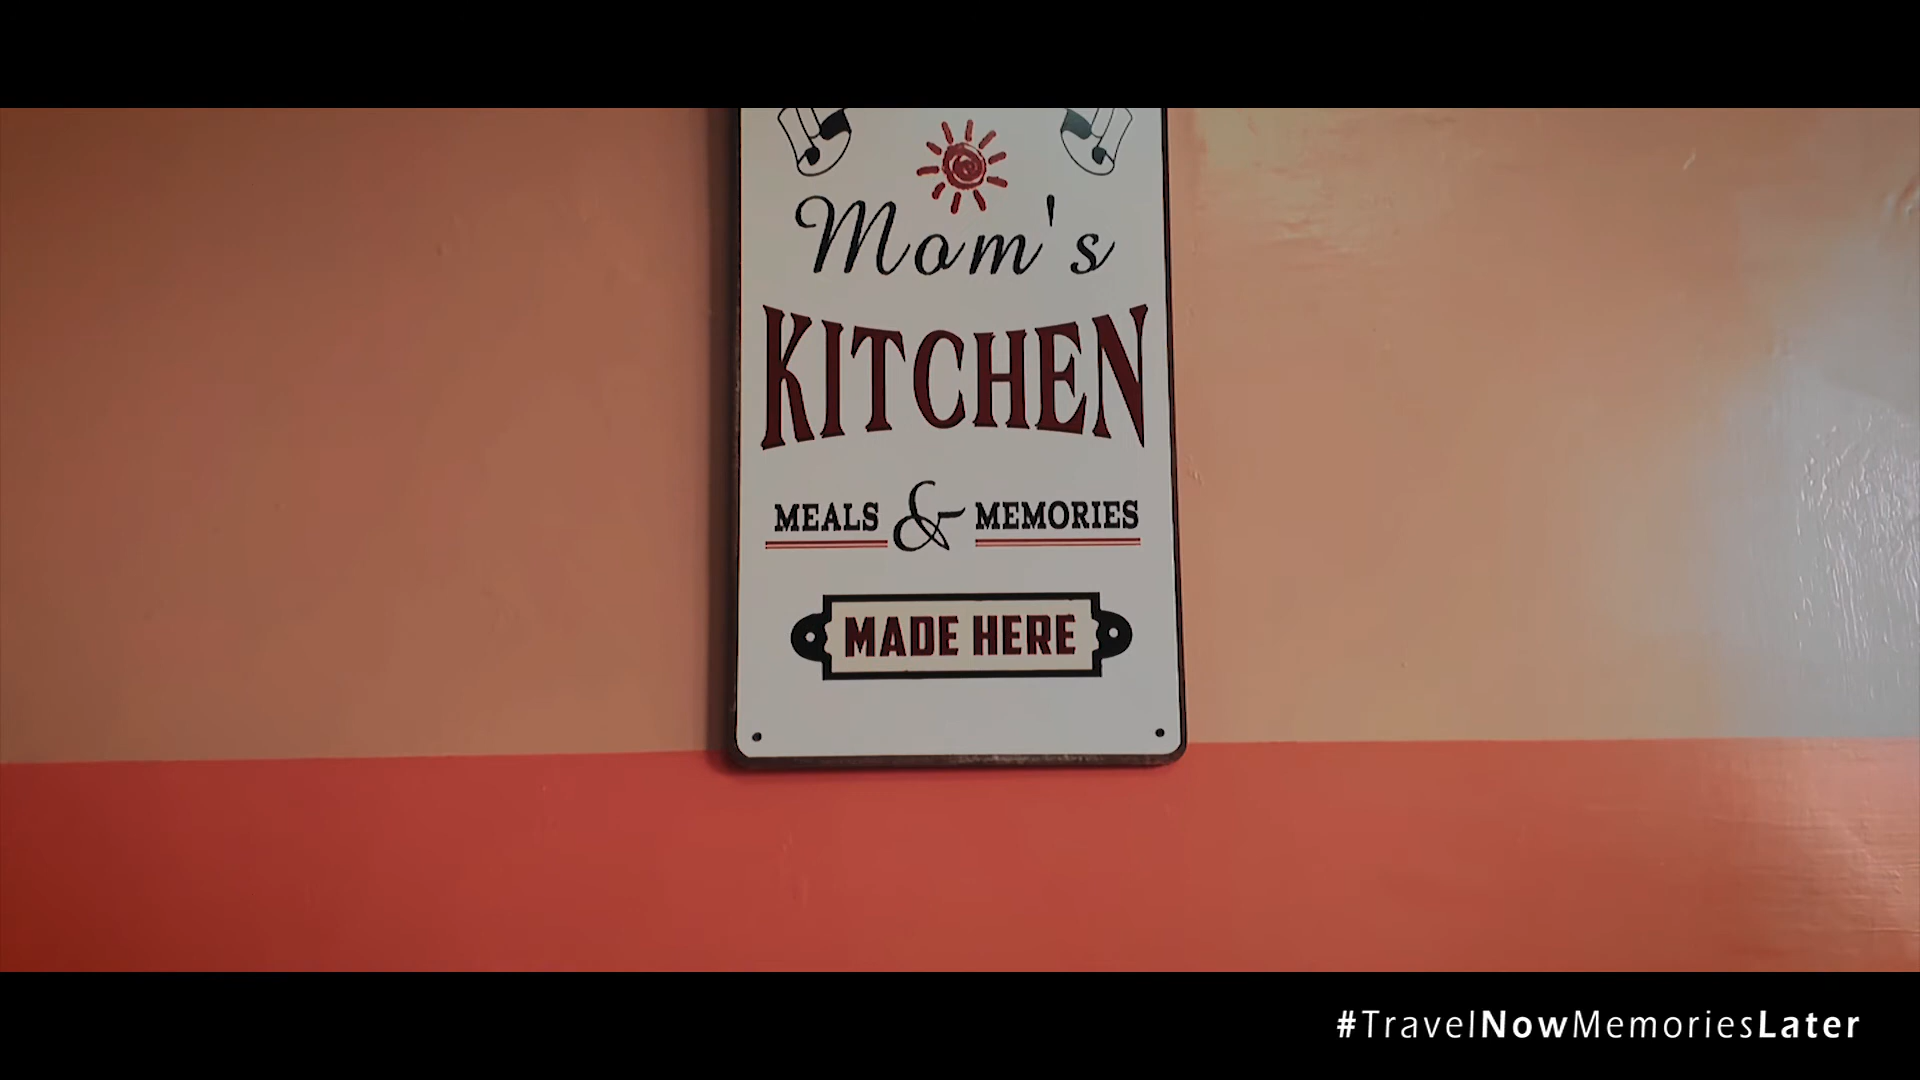 Mom's
KITCHEN
MEALS & MEMORIES
MADE HERE
#TravelNowMemoriesLater